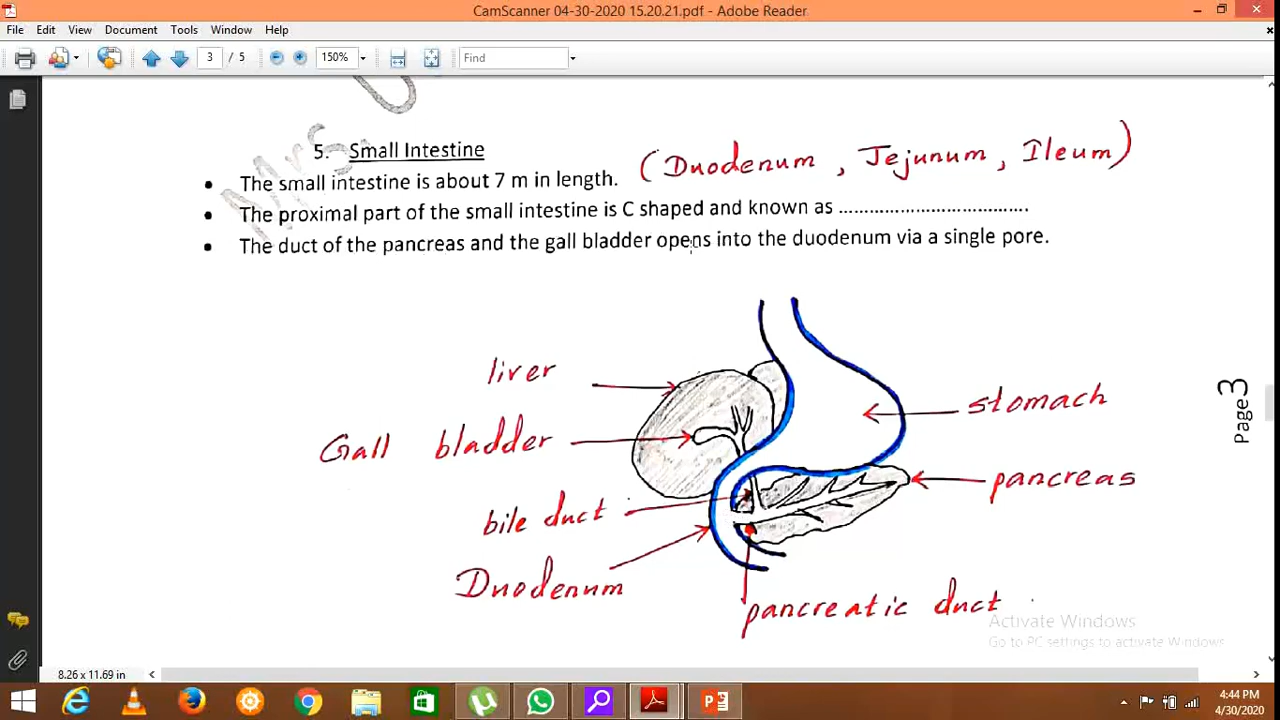 CamScanner 04-30-2020 15.20.21.pdf - Adobe Reader
File Edit View Document Tools Window Help
3 / 5 150% Find
5. Small Intestine (Duodenum, Jejunum, Ileum)
• The small intestine is about 7 m in length.
• The proximal part of the small intestine is C shaped and known as ....................................
• The duct of the pancreas and the gall bladder opens into the duodenum via a single pore.
liver
stomach
Gall bladder
pancreas
bile duct
Duodenum
pancreatic duct
Page 3
Activate Windows
Go to PC settings to activate Windows
8.26 x 11.69 in
4:44 PM
4/30/2020